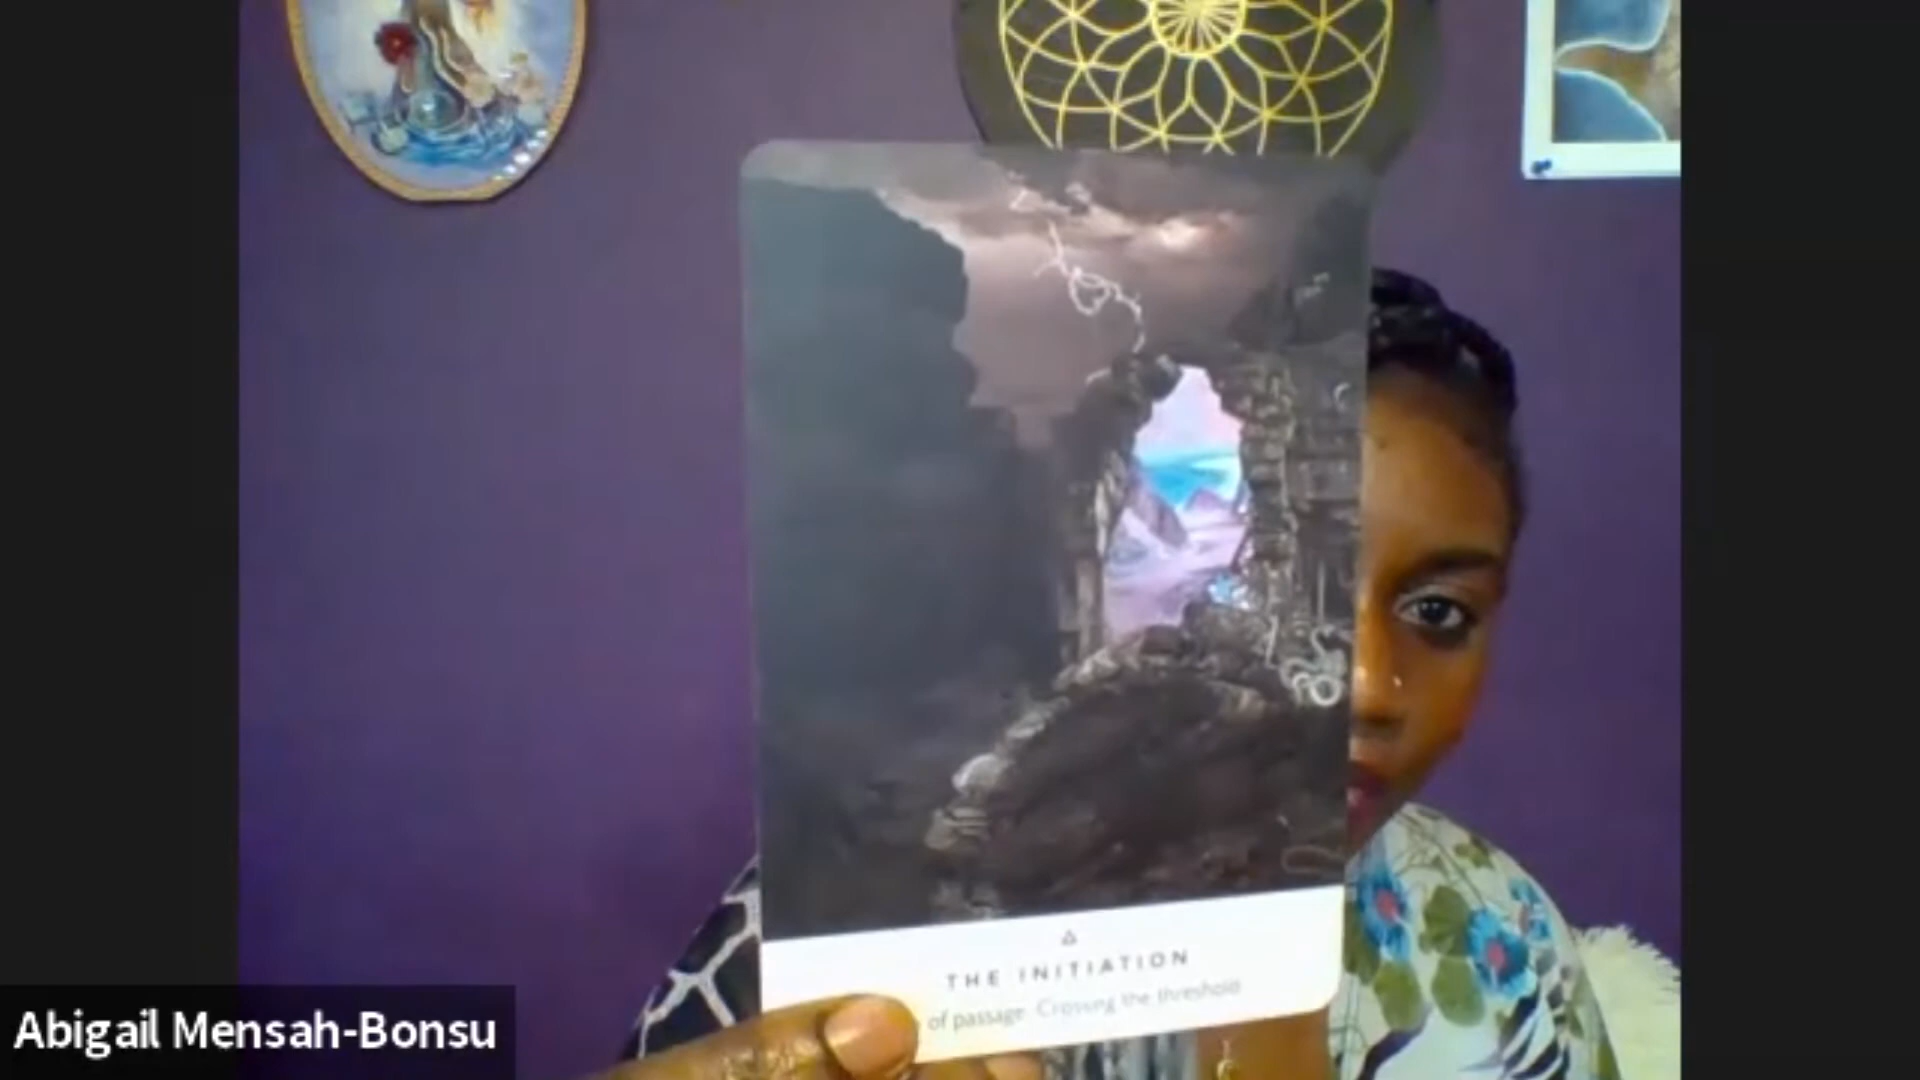 THE INITIATION
of passage. Crossing the threshold
Abigail Mensah-Bonsu